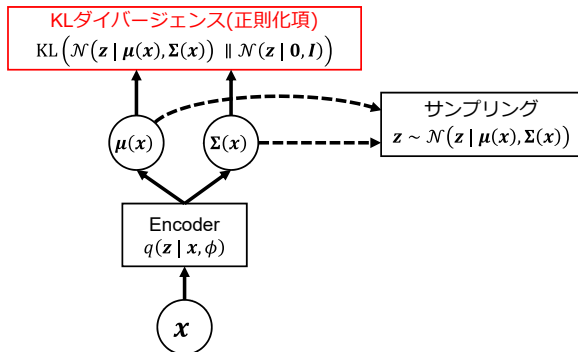 KLダイバージェンス(正則化項)
KL(𝒩(z | μ(x), Σ(x)) ∥ 𝒩(z | 0, I))
サンプリング
z ~ 𝒩(z | μ(x), Σ(x))
μ(x)
Σ(x)
Encoder
q(z | x, ϕ)
x